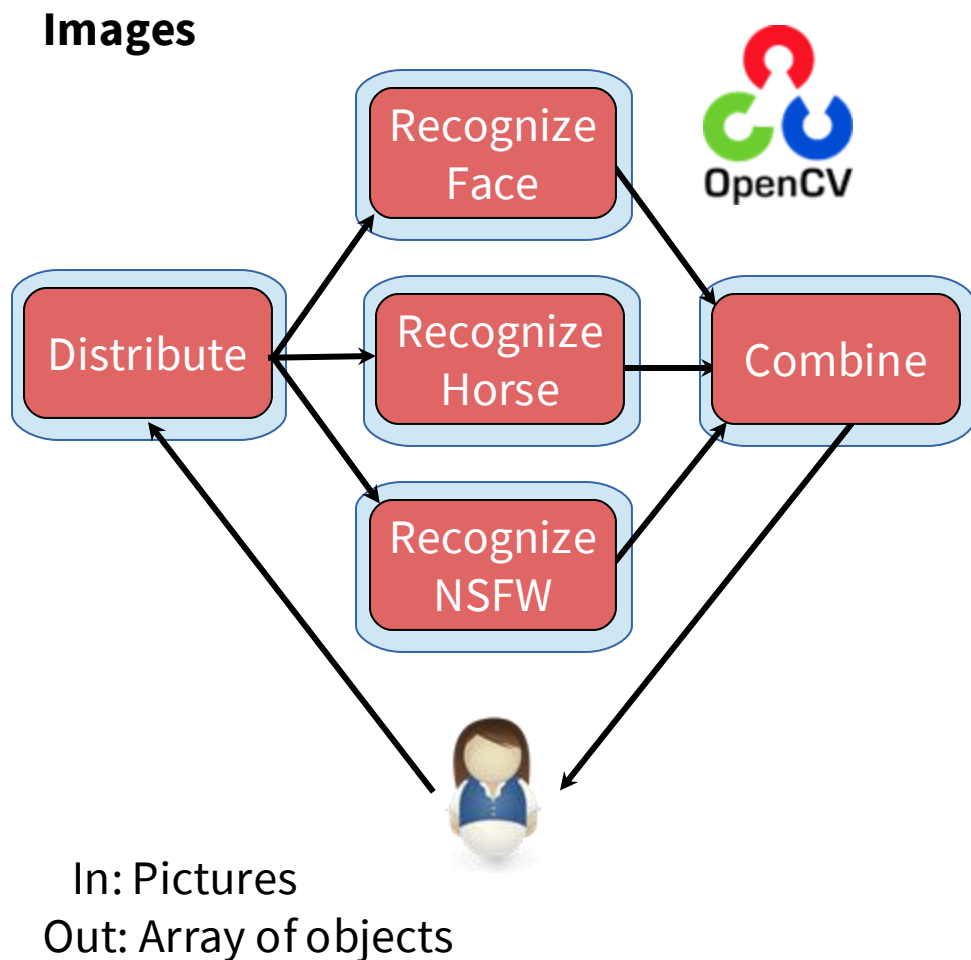 Images
OpenCV
Recognize
Face
Distribute
Recognize
Horse
Combine
Recognize
NSFW
In: Pictures
Out: Array of objects